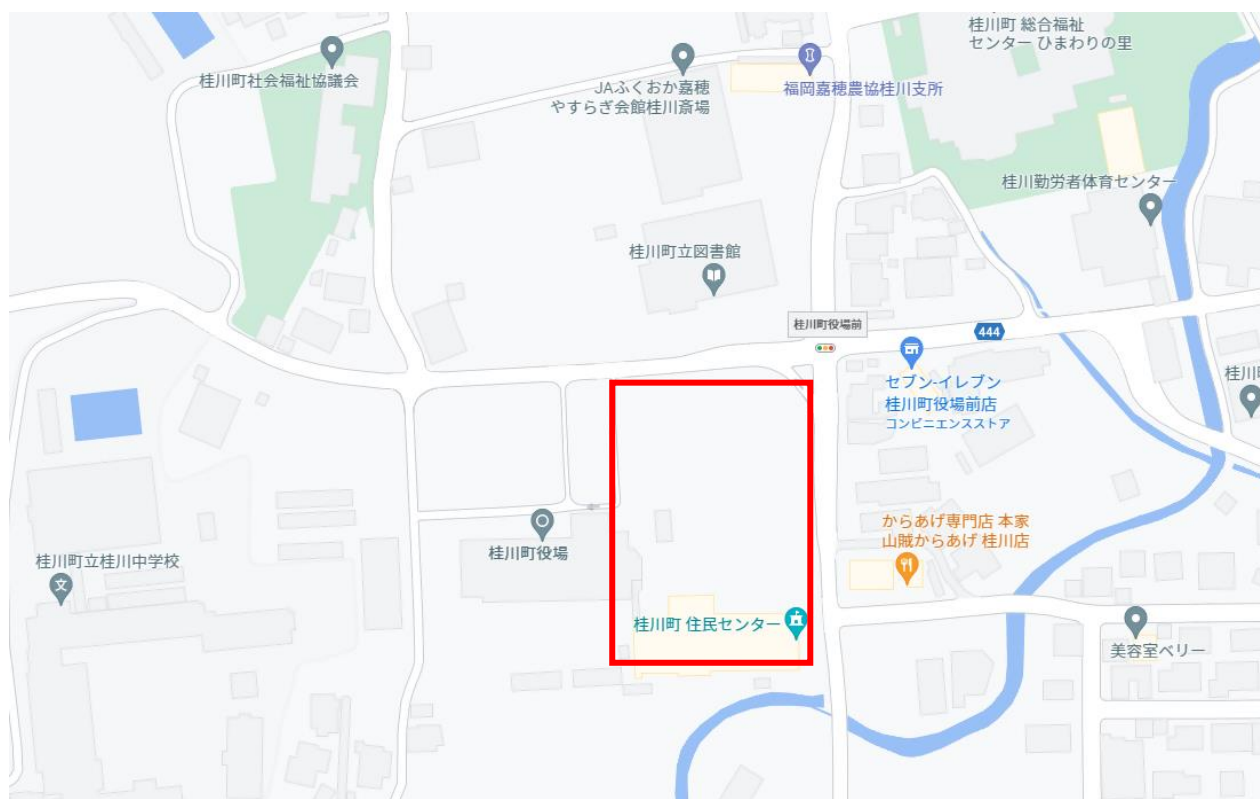 桂川町 総合福祉
センター ひまわりの里
桂川町社会福祉協議会
JAふくおか嘉穂
やすらぎ会館桂川斎場
福岡嘉穂農協桂川支所
桂川勤労者体育センター
桂川町立図書館
桂川町役場前
444
セブン-イレブン
桂川町役場前店
コンビニエンスストア
桂川町
からあげ専門店 本家
山賊からあげ 桂川店
桂川町役場
桂川町立桂川中学校
文
桂川町 住民センター
美容室ベリー